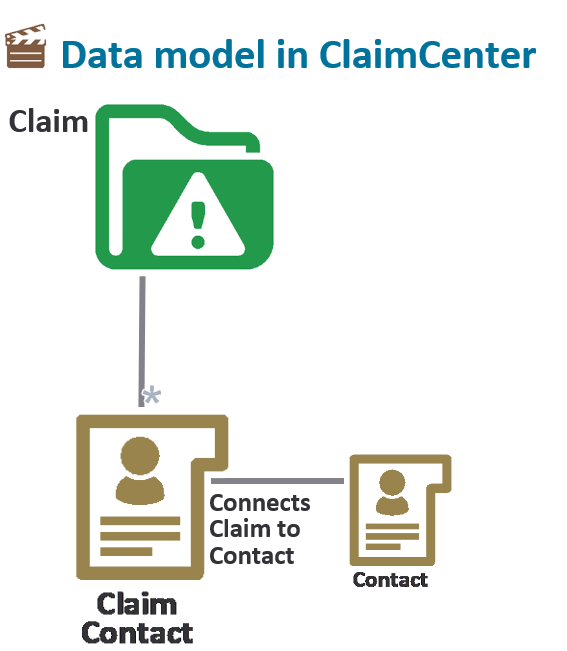 Data model in ClaimCenter
Claim
*
Connects
Claim to
Contact
Contact
Claim
Contact